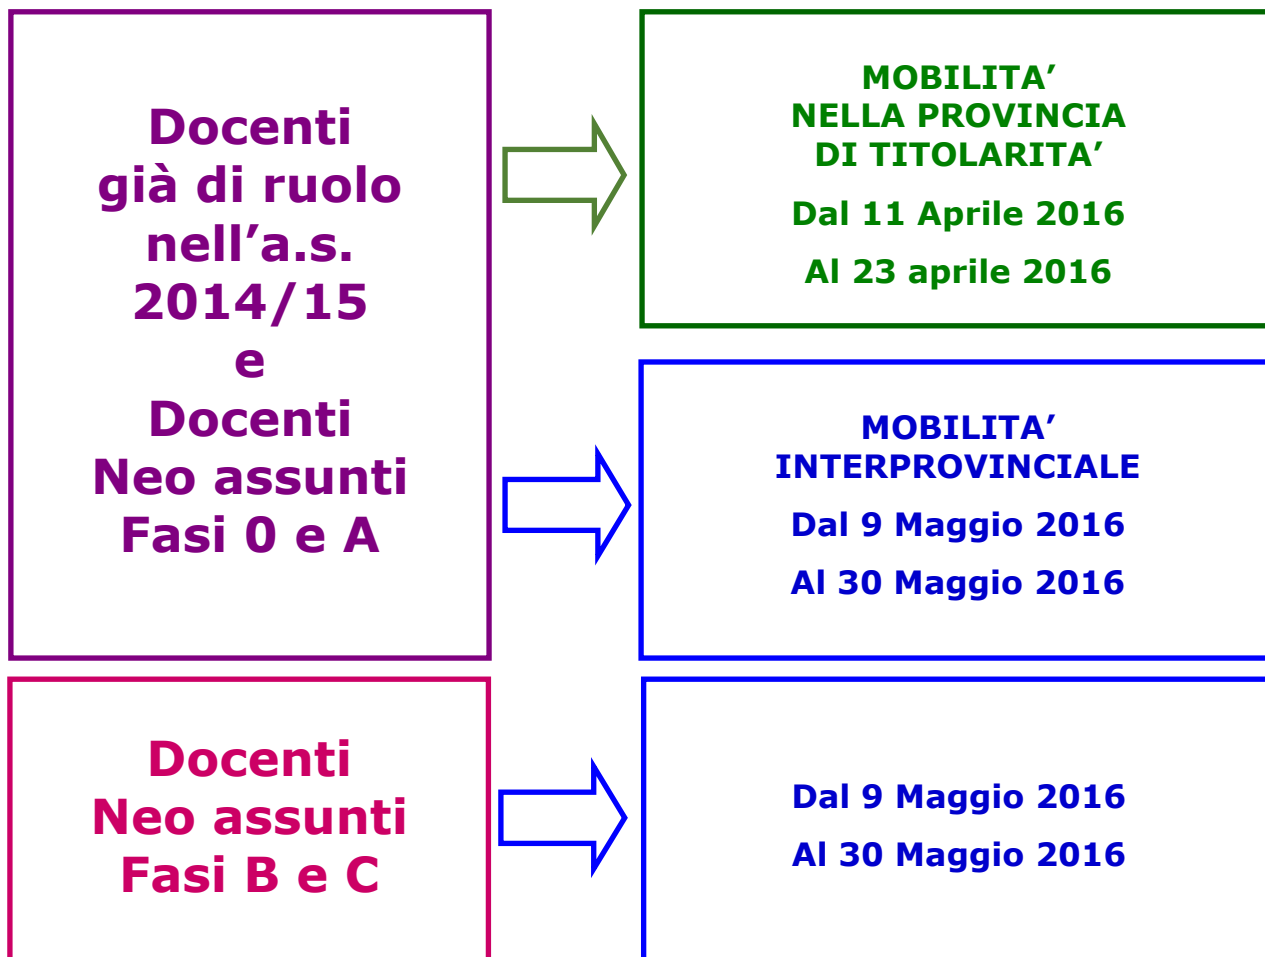 Docenti
già di ruolo
nell’a.s.
2014/15
e
Docenti
Neo assunti
Fasi 0 e A
MOBILITA’
NELLA PROVINCIA
DI TITOLARITA’
Dal 11 Aprile 2016
Al 23 aprile 2016
MOBILITA’
INTERPROVINCIALE
Dal 9 Maggio 2016
Al 30 Maggio 2016
Docenti
Neo assunti
Fasi B e C
Dal 9 Maggio 2016
Al 30 Maggio 2016